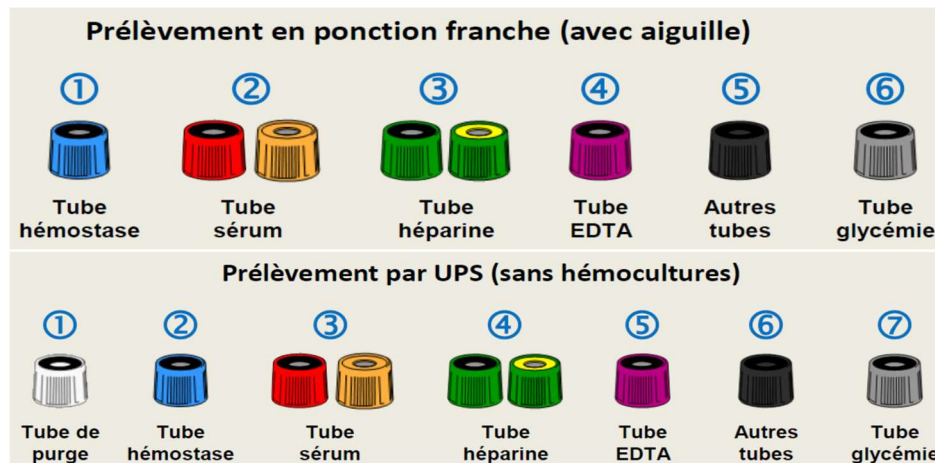 Prélèvement en ponction franche (avec aiguille)
① ② ③ ④ ⑤ ⑥
Tube hémostase
Tube sérum
Tube héparine
Tube EDTA
Autres tubes
Tube glycémie
Prélèvement par UPS (sans hémocultures)
① ② ③ ④ ⑤ ⑥ ⑦
Tube de purge
Tube hémostase
Tube sérum
Tube héparine
Tube EDTA
Autres tubes
Tube glycémie